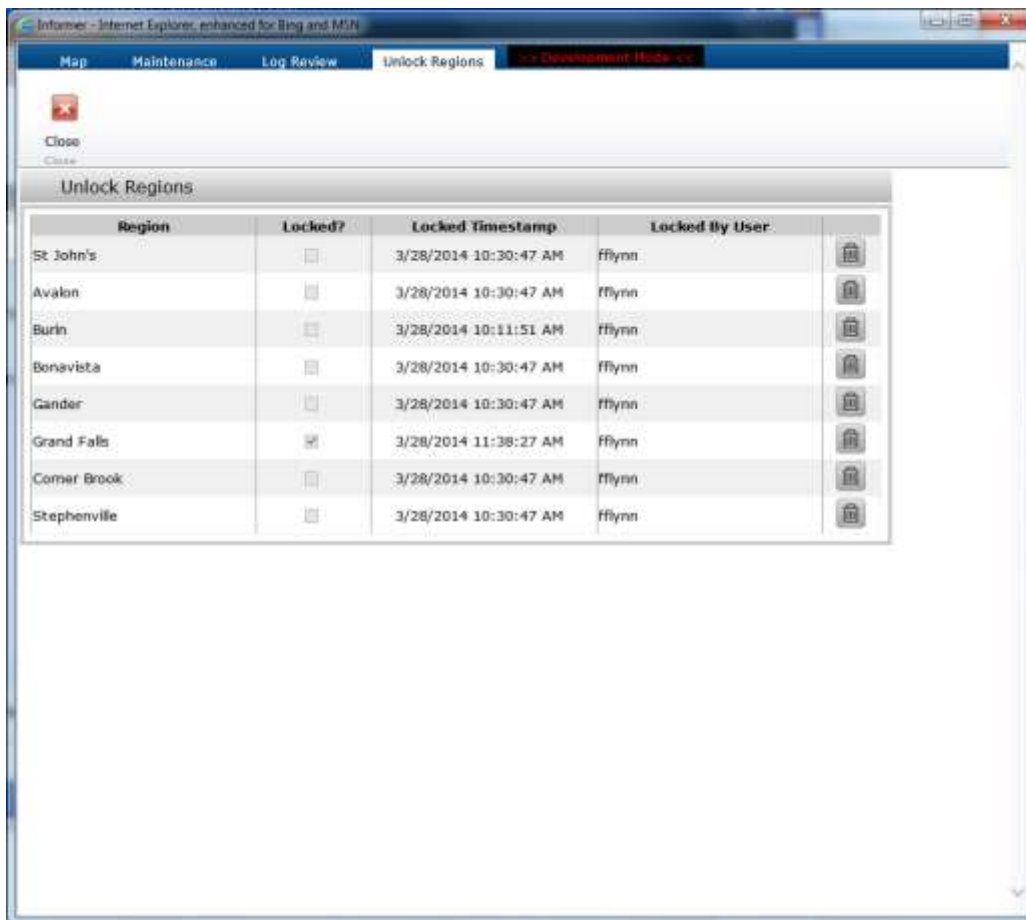 Informer - Internet Explorer, enhanced for Bing and MSN
Map Maintenance Log Review Unlock Regions >> Development Mode <<
Close
Close
Unlock Regions
Region Locked? Locked Timestamp Locked By User
St John's 3/28/2014 10:30:47 AM fflynn
Avalon 3/28/2014 10:30:47 AM fflynn
Burin 3/28/2014 10:11:51 AM fflynn
Bonavista 3/28/2014 10:30:47 AM fflynn
Gander 3/28/2014 10:30:47 AM fflynn
Grand Falls 3/28/2014 11:38:27 AM fflynn
Corner Brook 3/28/2014 10:30:47 AM fflynn
Stephenville 3/28/2014 10:30:47 AM fflynn